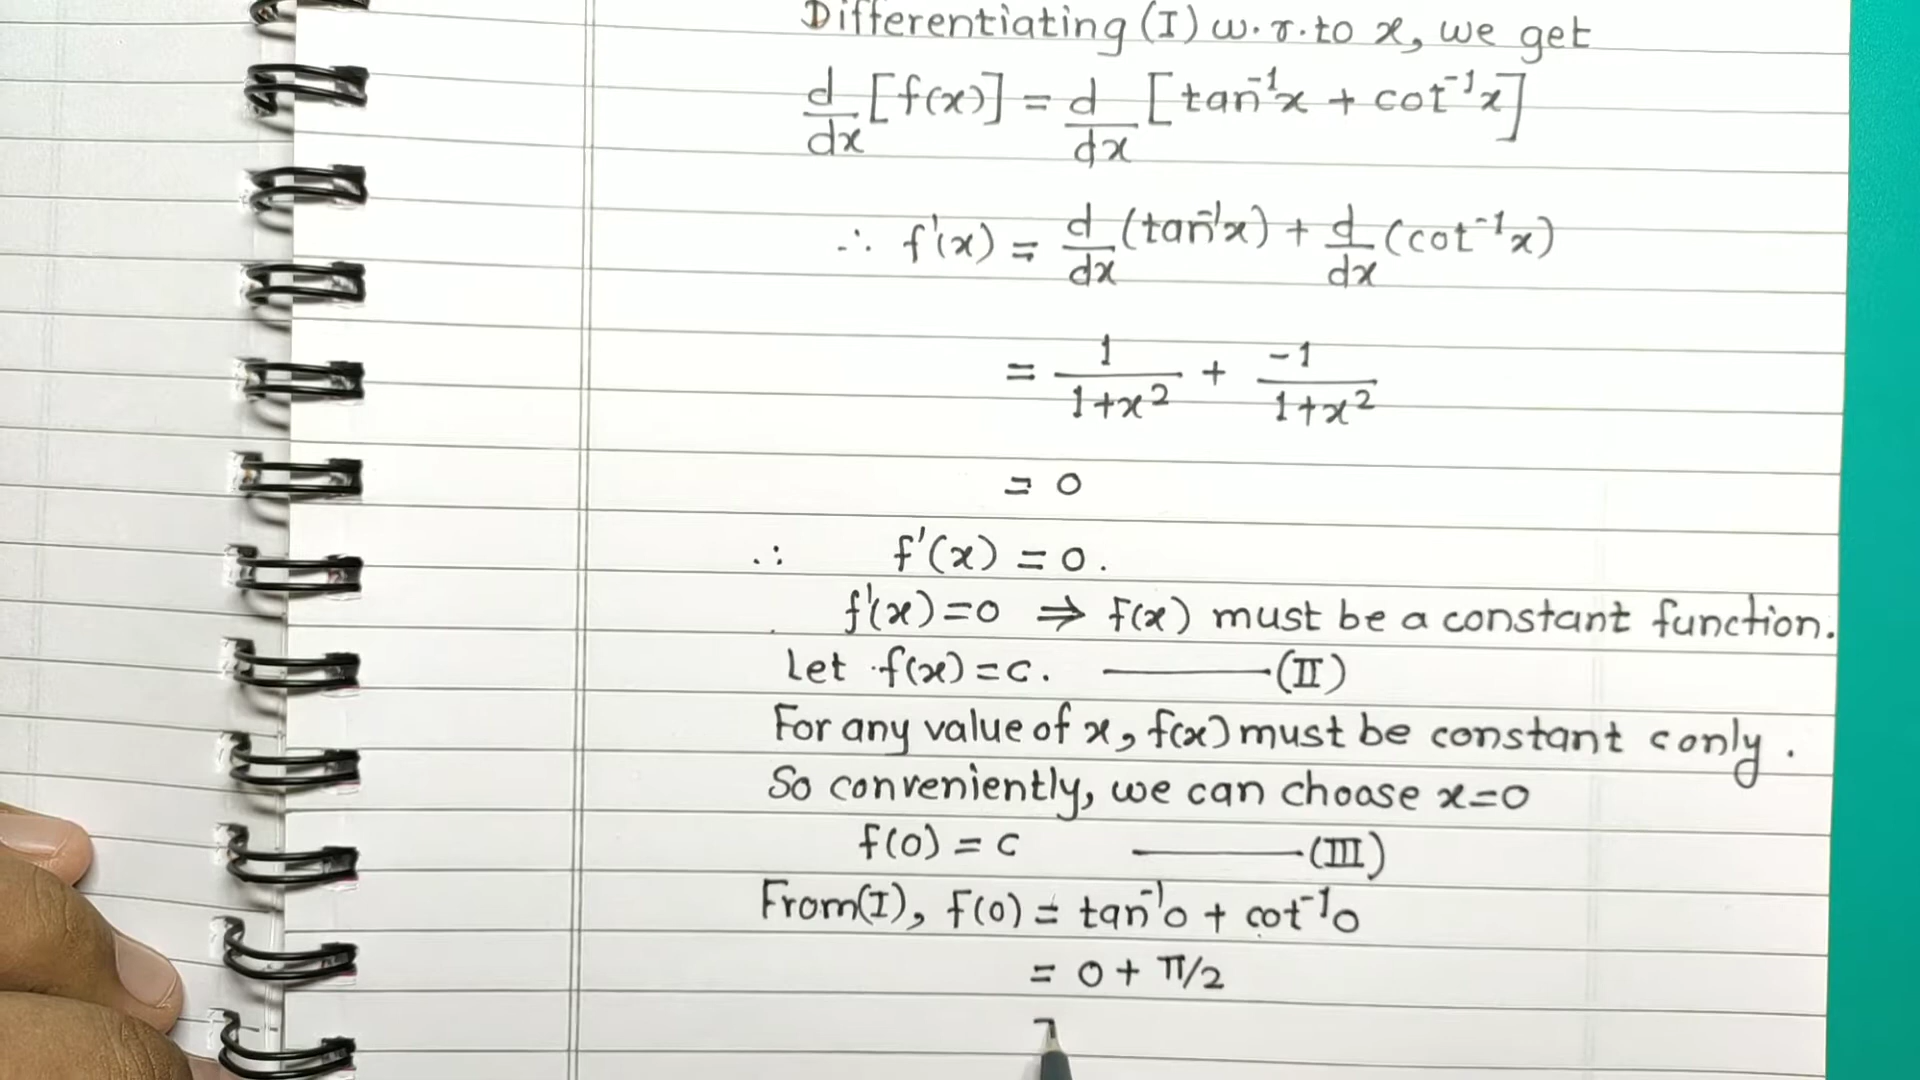 Differentiating (I) w.r.to x, we get
d/dx [f(x)] = d/dx [tan⁻¹x + cot⁻¹x]
∴ f'(x) = d/dx (tan⁻¹x) + d/dx (cot⁻¹x)
= 1/1+x² + -1/1+x²
= 0
∴ f'(x) = 0.
f'(x)=0 ⇒ f(x) must be a constant function.
Let f(x)=c. ——— (II)
For any value of x, f(x) must be constant c only.
So conveniently, we can choose x=0
f(0) = c ——— (III)
From(I), f(0) = tan⁻¹0 + cot⁻¹0
= 0 + π/2